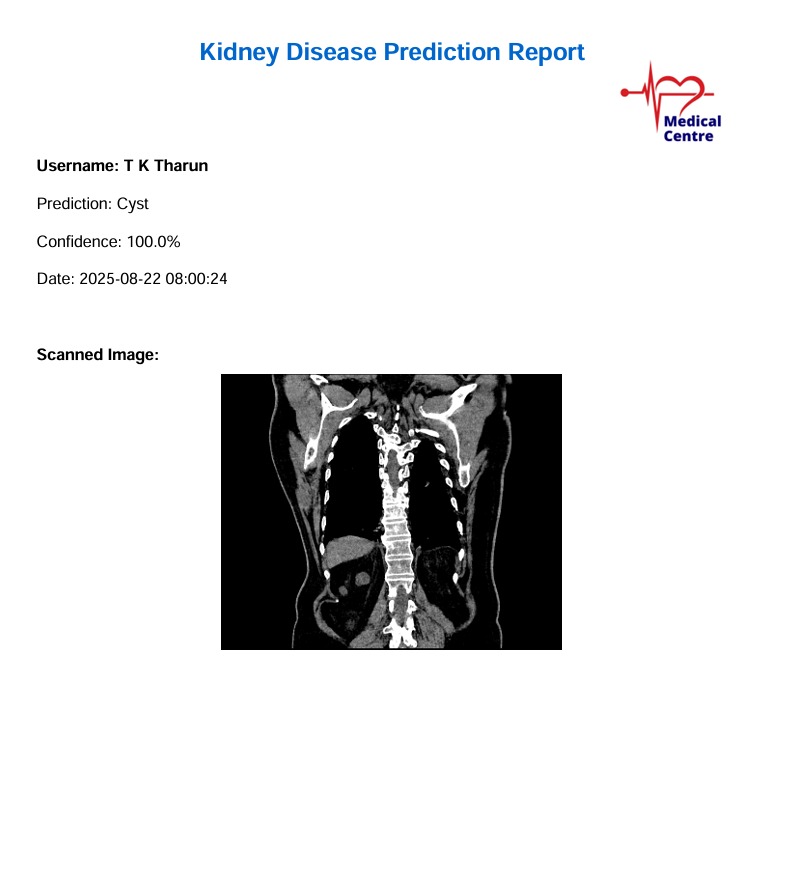 Kidney Disease Prediction Report
Medical
Centre
Username: T K Tharun
Prediction: Cyst
Confidence: 100.0%
Date: 2025-08-22 08:00:24
Scanned Image: